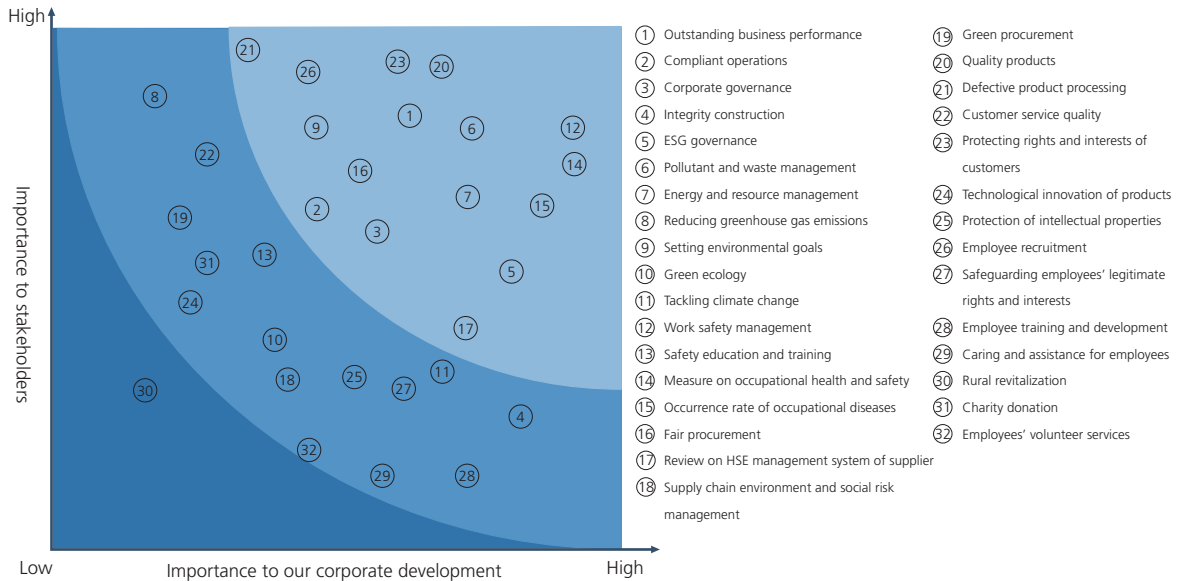 High
Importance to stakeholders
Low
Importance to our corporate development
High
21
23
20
26
8
1
9
6
12
22
16
14
7
15
2
19
3
13
31
5
24
17
10
11
18
25
27
30
4
32
29
28
1 Outstanding business performance
2 Compliant operations
3 Corporate governance
4 Integrity construction
5 ESG governance
6 Pollutant and waste management
7 Energy and resource management
8 Reducing greenhouse gas emissions
9 Setting environmental goals
10 Green ecology
11 Tackling climate change
12 Work safety management
13 Safety education and training
14 Measure on occupational health and safety
15 Occurrence rate of occupational diseases
16 Fair procurement
17 Review on HSE management system of supplier
18 Supply chain environment and social risk
management
19 Green procurement
20 Quality products
21 Defective product processing
22 Customer service quality
23 Protecting rights and interests of
customers
24 Technological innovation of products
25 Protection of intellectual properties
26 Employee recruitment
27 Safeguarding employees' legitimate
rights and interests
28 Employee training and development
29 Caring and assistance for employees
30 Rural revitalization
31 Charity donation
32 Employees' volunteer services